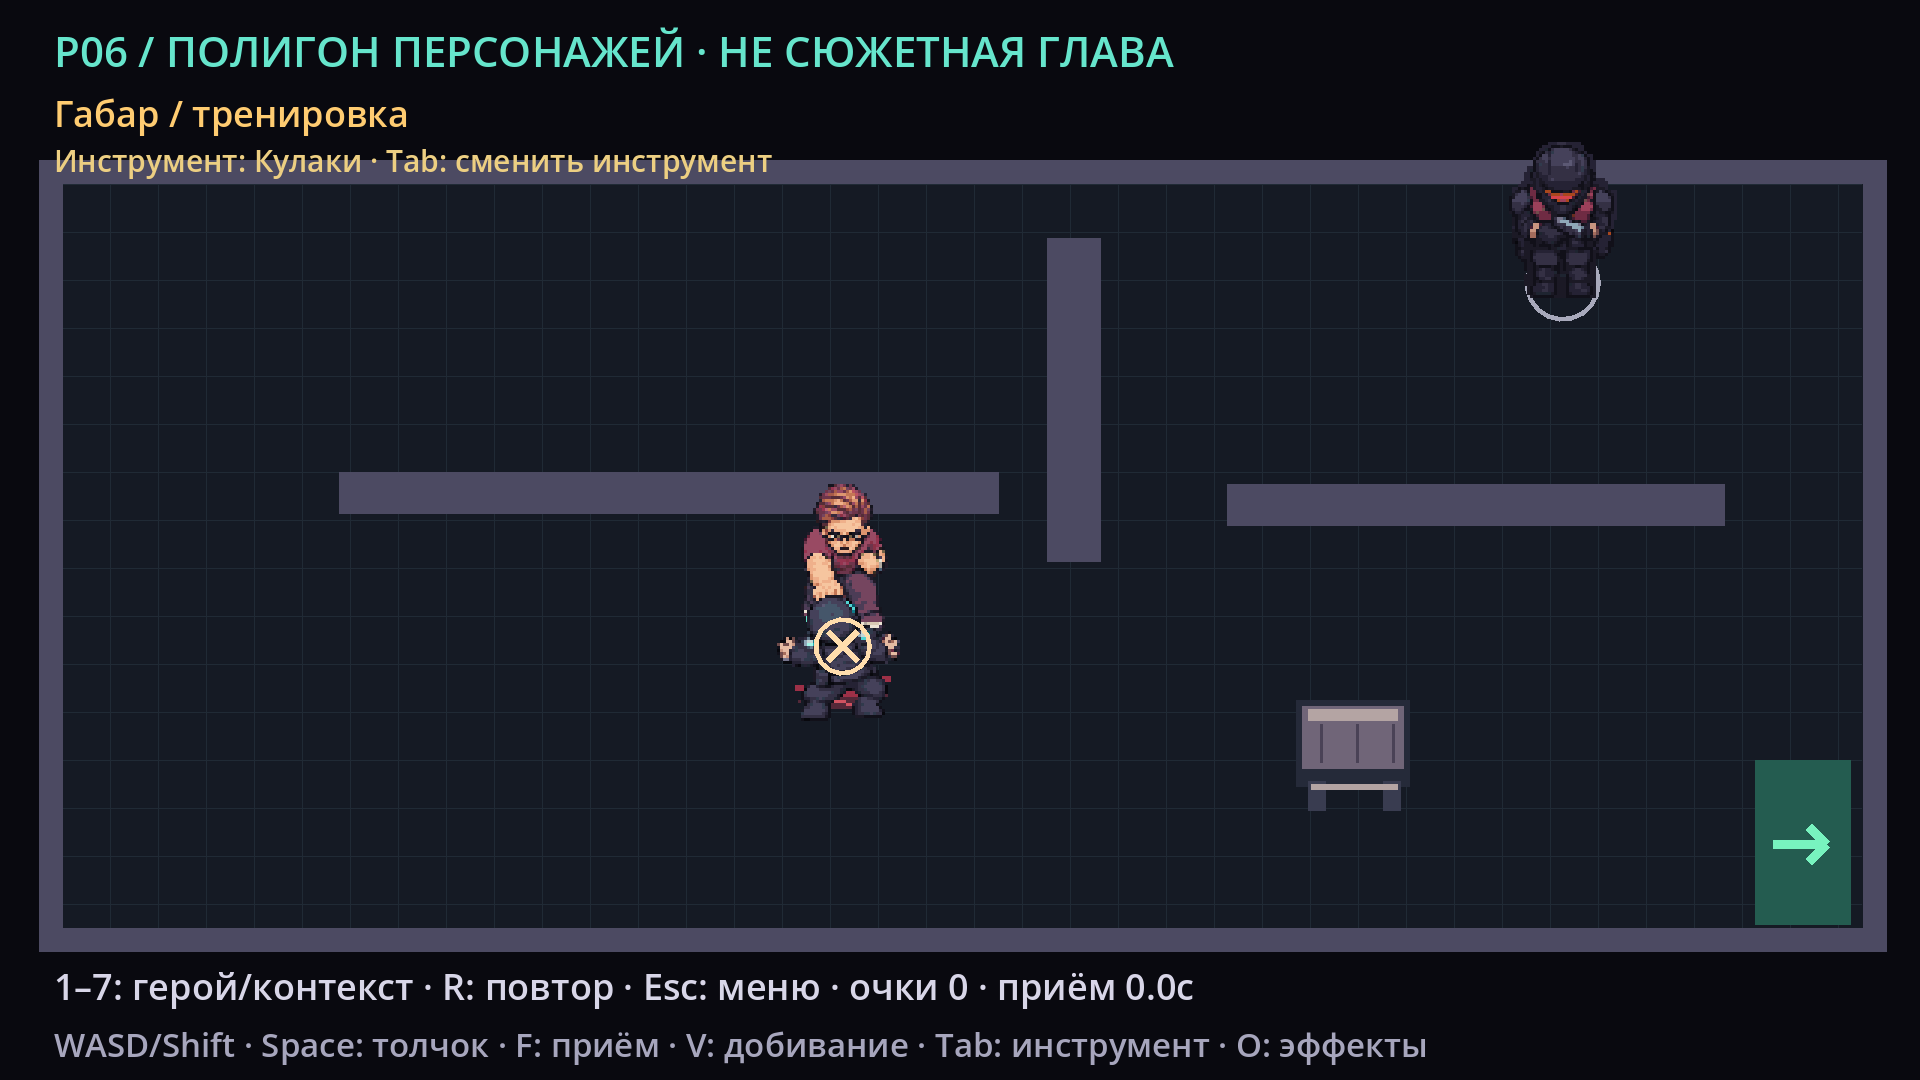 P06 / ПОЛИГОН ПЕРСОНАЖЕЙ · НЕ СЮЖЕТНАЯ ГЛАВА
Габар / тренировка
Инструмент: Кулаки · Tab: сменить инструмент
1–7: герой/контекст · R: повтор · Esc: меню · очки 0 · приём 0.0с
WASD/Shift · Space: толчок · F: приём · V: добивание · Tab: инструмент · O: эффекты